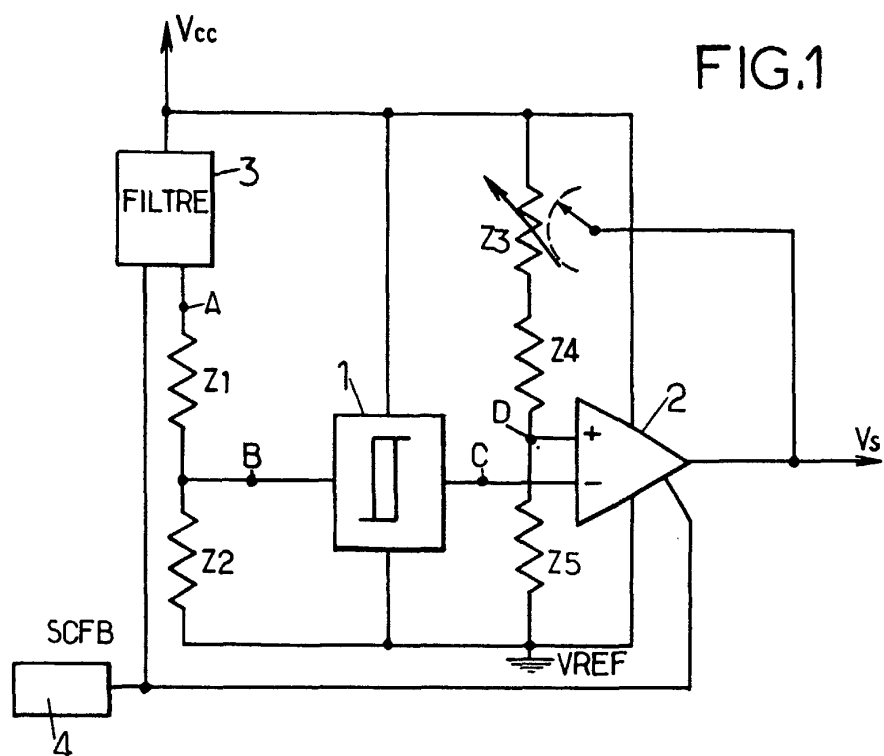 Vcc
FIG.1
3
FILTRE
A
Z3
Z1
Z4
1
D
2
B
C
+
-
Vs
Z2
Z5
SCFB
VREF
4